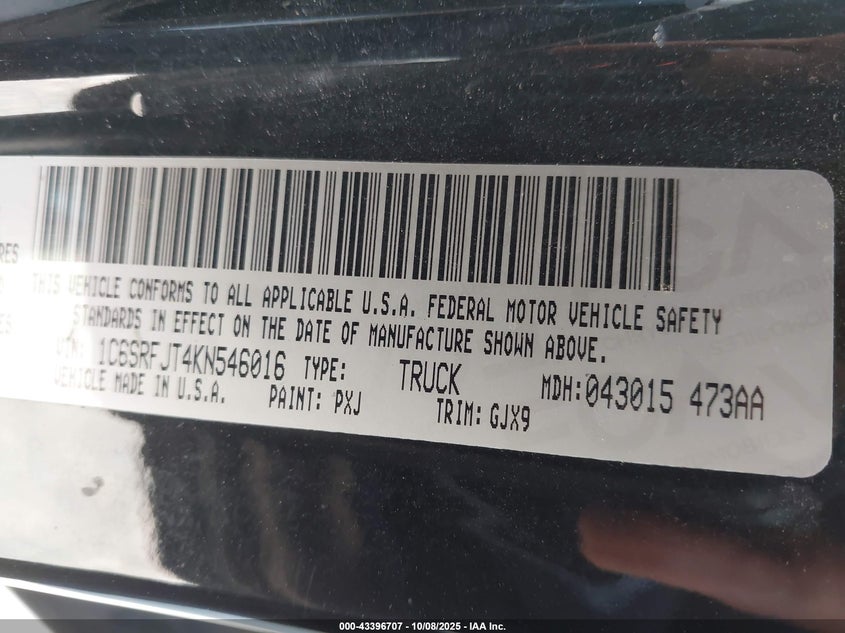 RES
THIS VEHICLE CONFORMS TO ALL APPLICABLE U.S.A. FEDERAL MOTOR VEHICLE SAFETY
STANDARDS IN EFFECT ON THE DATE OF MANUFACTURE SHOWN ABOVE.
VIN: 1C6SRFJT4KN546016 TYPE: TRUCK MDH: 043015 473AA
VEHICLE MADE IN U.S.A. PAINT: PXJ TRIM: GJX9
000-43396707 - 10/08/2025 - IAA Inc.